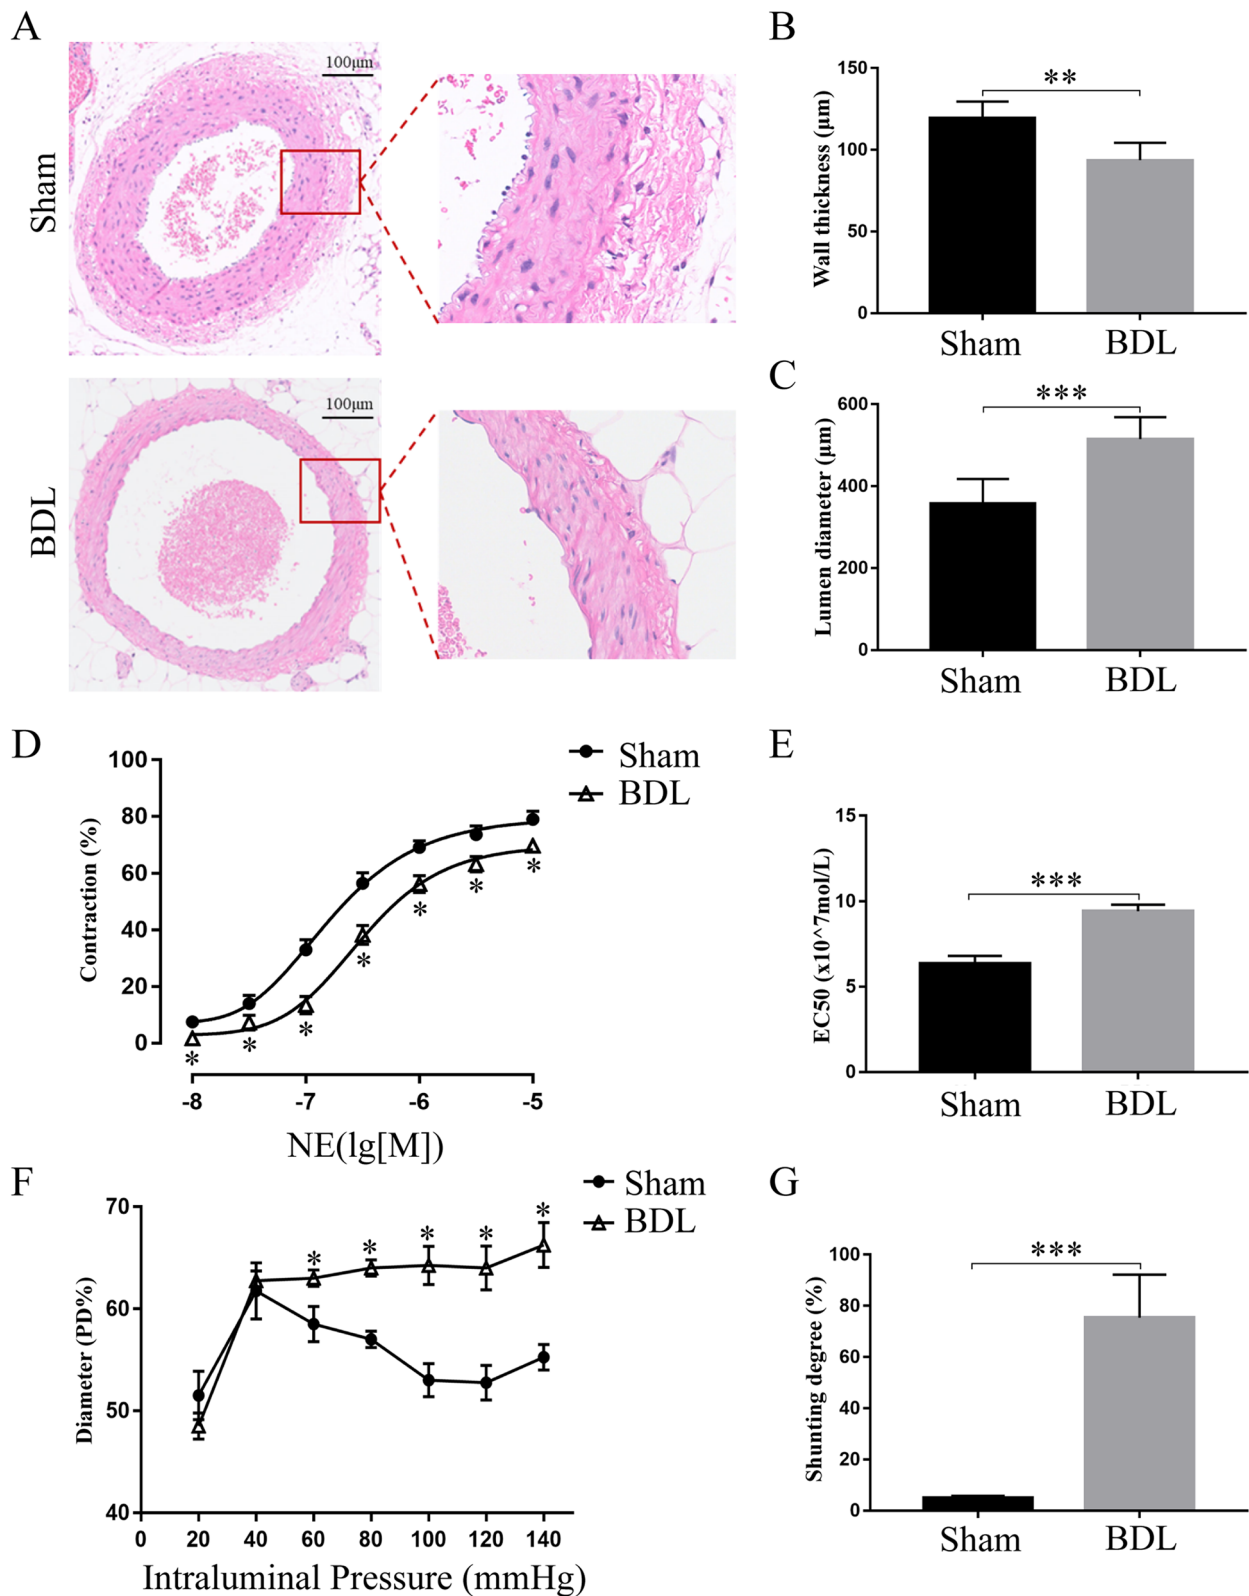 A
Sham
100μm
BDL
100μm
B
Wall thickness (μm)
150
100
50
0
**
Sham
BDL
C
Lumen diameter (μm)
600
400
200
0
***
Sham
BDL
D
Sham
BDL
Contraction (%)
100
80
60
40
20
0
*
*
*
*
*
*
*
-8
-7
-6
-5
NE(lg[M])
E
EC50 (x10^7mol/L)
15
10
5
0
***
Sham
BDL
F
Sham
BDL
Diameter (PD%)
70
60
50
40
*
*
*
*
*
0
20
40
60
80
100
120
140
Intraluminal Pressure (mmHg)
G
Shunting degree (%)
100
80
60
40
20
0
***
Sham
BDL